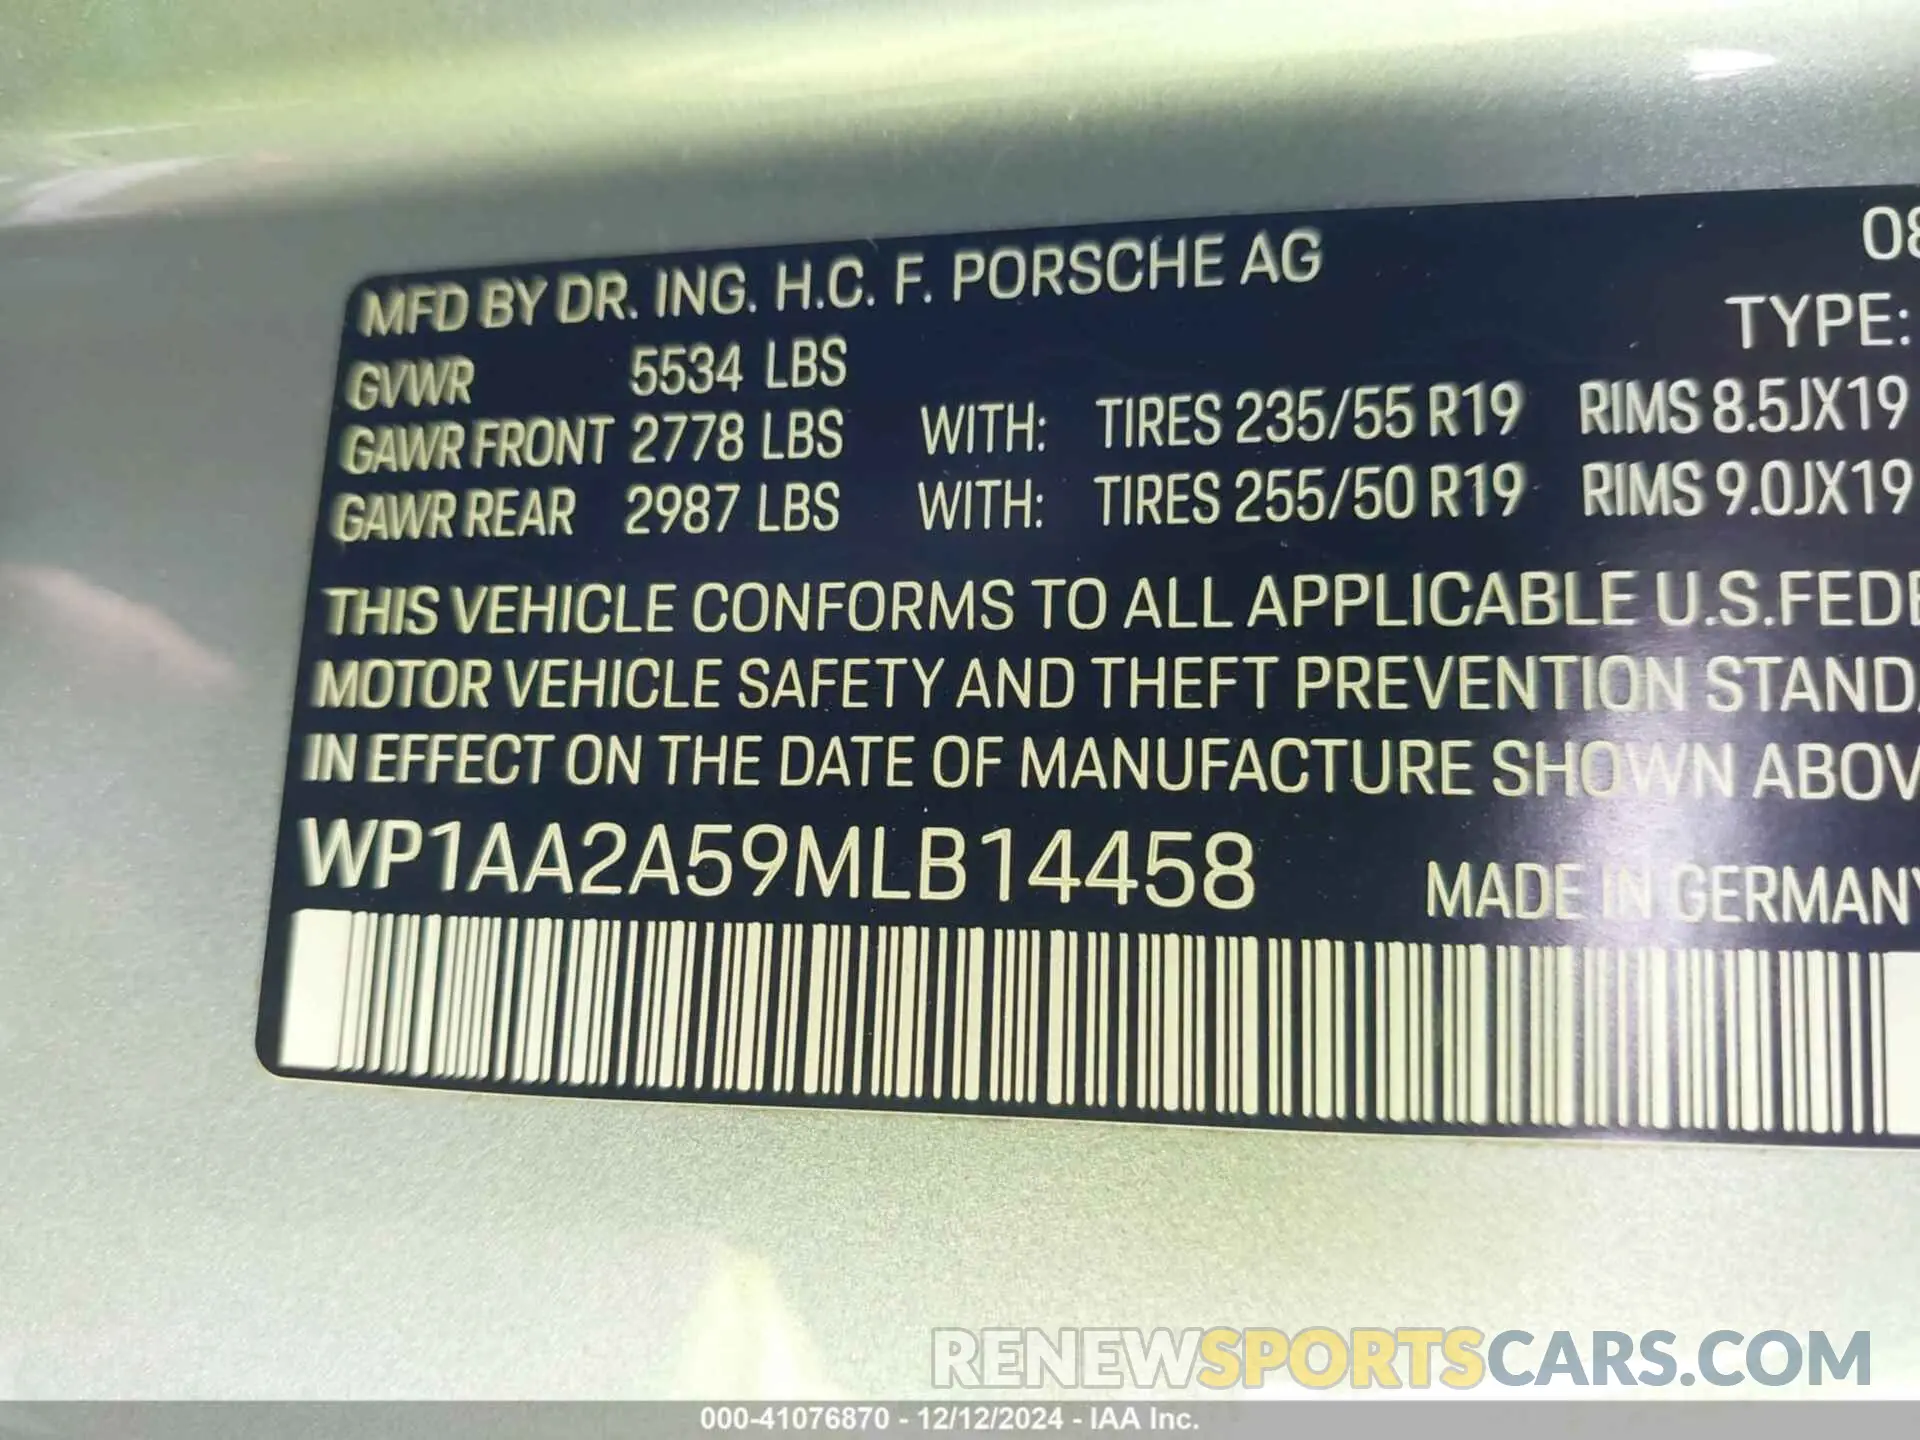 MFD BY DR. ING. H.C. F. PORSCHE AG 08
TYPE:
GVWR 5534 LBS
GAWR FRONT 2778 LBS WITH: TIRES 235/55 R19 RIMS 8.5JX19
GAWR REAR 2987 LBS WITH: TIRES 255/50 R19 RIMS 9.0JX19
THIS VEHICLE CONFORMS TO ALL APPLICABLE U.S.FEDE
MOTOR VEHICLE SAFETY AND THEFT PREVENTION STANDA
IN EFFECT ON THE DATE OF MANUFACTURE SHOWN ABOV
WP1AA2A59MLB14458
MADE IN GERMANY
RENEWSPORTSCARS.COM
000-41076870 - 12/12/2024 - IAA Inc.